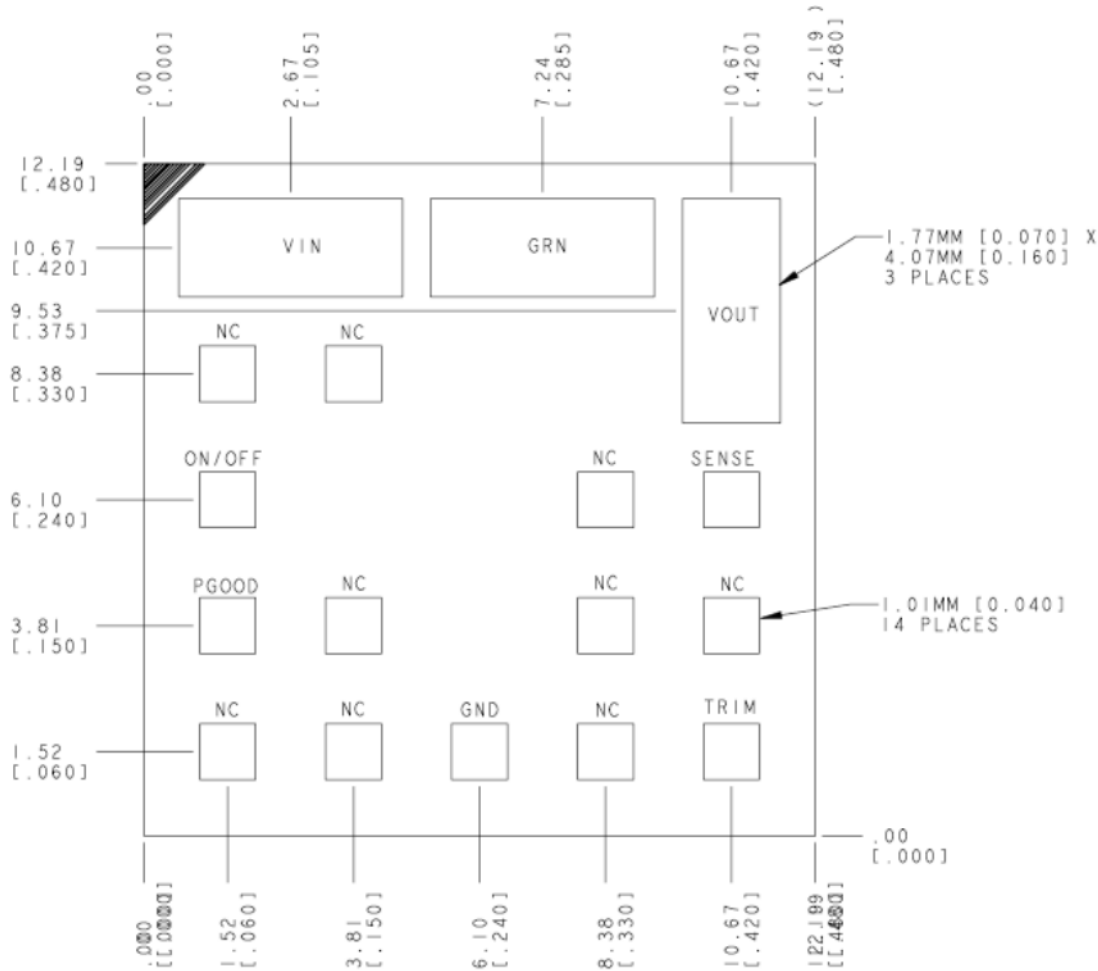 .00
[.000]
2.67
[.105]
7.24
[.285]
10.67
[.420]
(12.19 )
[.480]
12.19
[.480]
10.67
[.420]
VIN
GRN
1.77MM [0.070] X
4.07MM [0.160]
3 PLACES
9.53
[.375]
VOUT
NC
NC
8.38
[.330]
ON/OFF
NC
SENSE
6.10
[.240]
PGOOD
NC
NC
NC
3.81
[.150]
1.01MM [0.040]
14 PLACES
NC
NC
GND
NC
TRIM
1.52
[.060]
.00
[.000]
1.52
[.060]
3.81
[.150]
6.10
[.240]
8.38
[.330]
10.67
[.420]